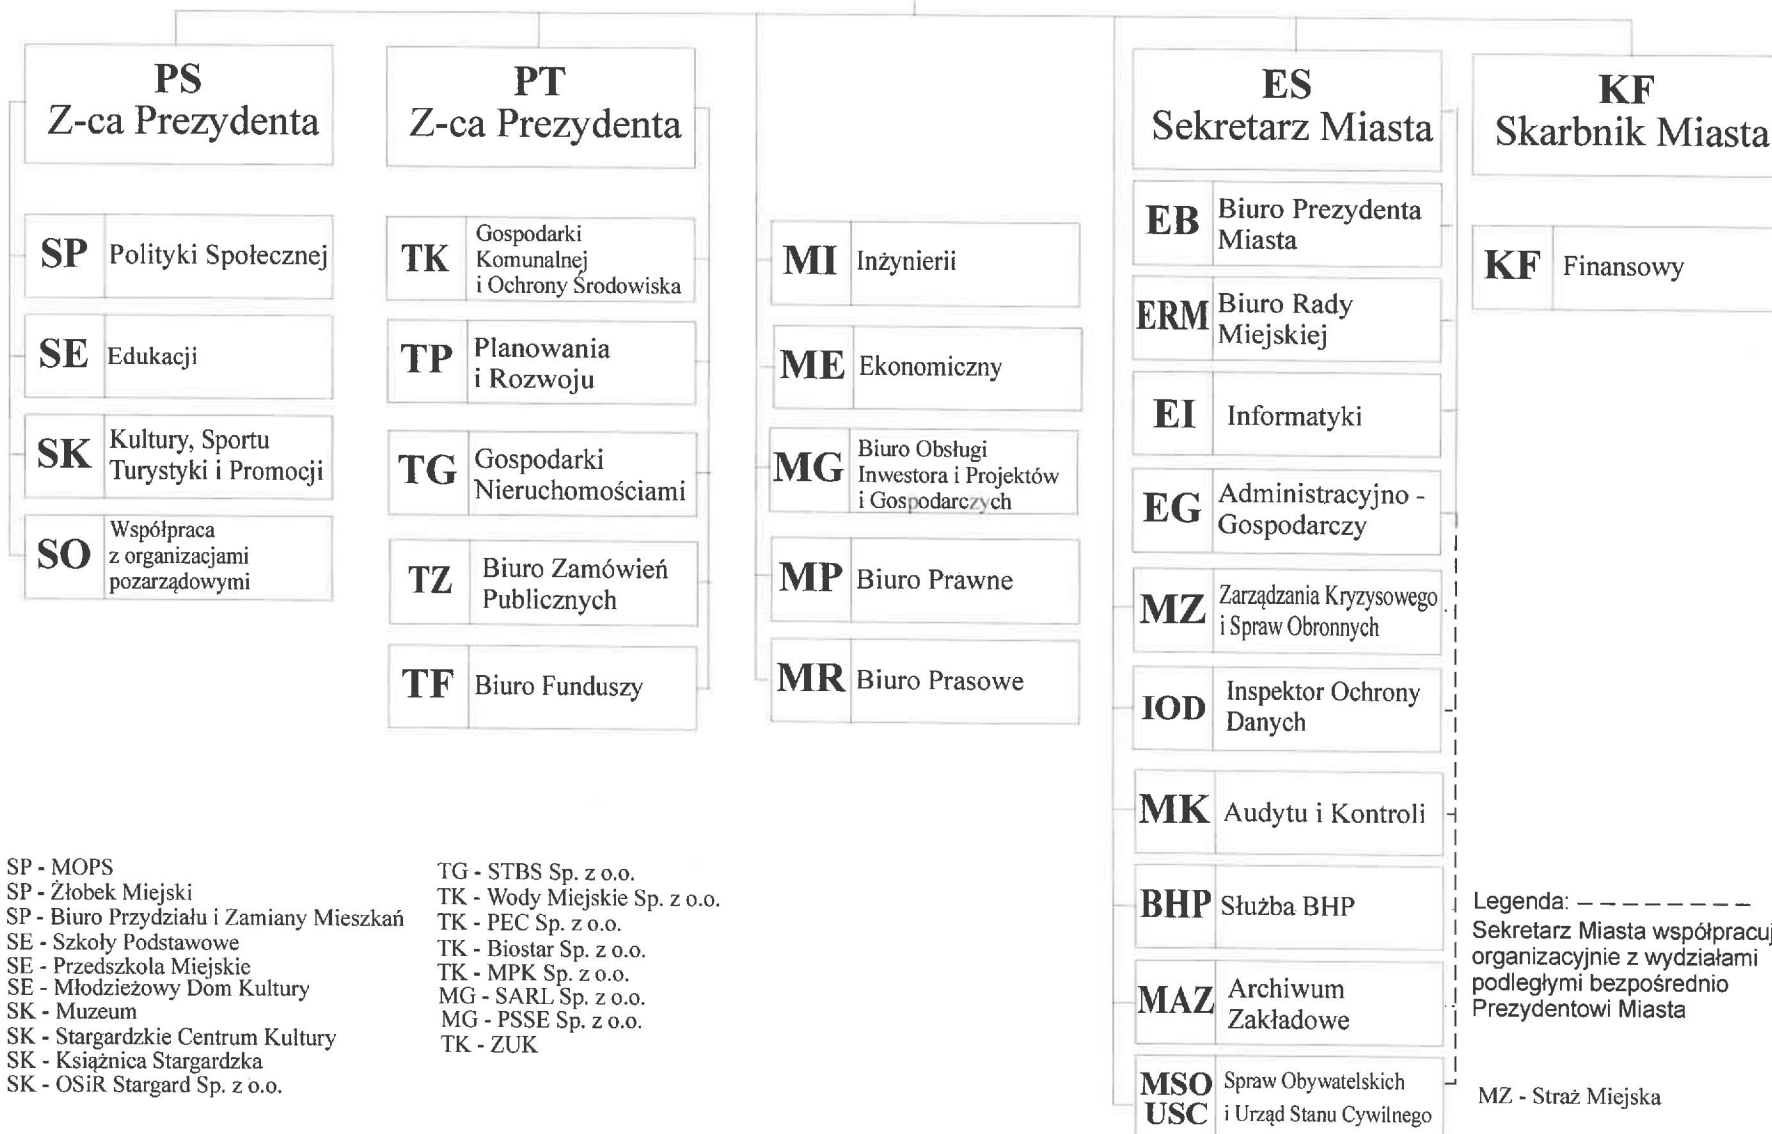 PS
Z-ca Prezydenta
SP
Polityki Społecznej
SE
Edukacji
SK
Kultury, Sportu
Turystyki i Promocji
SO
Współpraca
z organizacjami
pozarządowymi
PT
Z-ca Prezydenta
TK
Gospodarki
Komunalnej
i Ochrony Środowiska
TP
Planowania
i Rozwoju
TG
Gospodarki
Nieruchomościami
TZ
Biuro Zamówień
Publicznych
TF
Biuro Funduszy
MI
Inżynierii
ME
Ekonomiczny
MG
Biuro Obsługi
Inwestora i Projektów
i Gospodarczych
MP
Biuro Prawne
MR
Biuro Prasowe
ES
Sekretarz Miasta
EB
Biuro Prezydenta
Miasta
ERM
Biuro Rady
Miejskiej
EI
Informatyki
EG
Administracyjno -
Gospodarczy
MZ
Zarządzania Kryzysowego
i Spraw Obronnych
IOD
Inspektor Ochrony
Danych
MK
Audytu i Kontroli
BHP
Służba BHP
MAZ
Archiwum
Zakładowe
MSO
USC
Spraw Obywatelskich
i Urząd Stanu Cywilnego
KF
Skarbnik Miasta
KF
Finansowy
SP - MOPS
SP - Żłobek Miejski
SP - Biuro Przydziału i Zamiany Mieszkań
SE - Szkoły Podstawowe
SE - Przedszkola Miejskie
SE - Młodzieżowy Dom Kultury
SK - Muzeum
SK - Stargardzkie Centrum Kultury
SK - Książnica Stargardzka
SK - OSiR Stargard Sp. z o.o.
TG - STBS Sp. z o.o.
TK - Wody Miejskie Sp. z o.o.
TK - PEC Sp. z o.o.
TK - Biostar Sp. z o.o.
TK - MPK Sp. z o.o.
MG - SARL Sp. z o.o.
MG - PSSE Sp. z o.o.
TK - ZUK
Legenda: – – – – – – – –
Sekretarz Miasta współpracuj
organizacyjnie z wydziałami
podległymi bezpośrednio
Prezydentowi Miasta
MZ - Straż Miejska